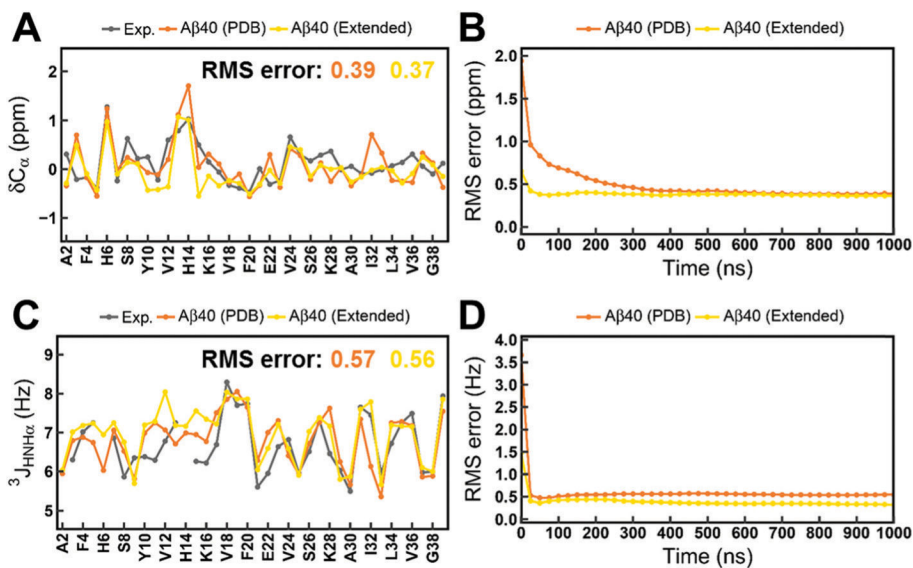 A
Exp. Aβ40 (PDB) Aβ40 (Extended)
RMS error: 0.39 0.37
δCα (ppm)
2
1
0
−1
A2 F4 H6 S8 Y10 V12 H14 K16 V18 F20 E22 V24 S26 K28 A30 I32 L34 V36 G38
B
Aβ40 (PDB) Aβ40 (Extended)
RMS error (ppm)
2.0
1.5
1.0
0.5
0.0
0 100 200 300 400 500 600 700 800 900 1000
Time (ns)
C
Exp. Aβ40 (PDB) Aβ40 (Extended)
RMS error: 0.57 0.56
³JHNHα (Hz)
9
8
7
6
5
A2 F4 H6 S8 Y10 V12 H14 K16 V18 F20 E22 V24 S26 K28 A30 I32 L34 V36 G38
D
Aβ40 (PDB) Aβ40 (Extended)
RMS error (Hz)
4.0
3.5
3.0
2.5
2.0
1.5
1.0
0.5
0.0
0 100 200 300 400 500 600 700 800 900 1000
Time (ns)